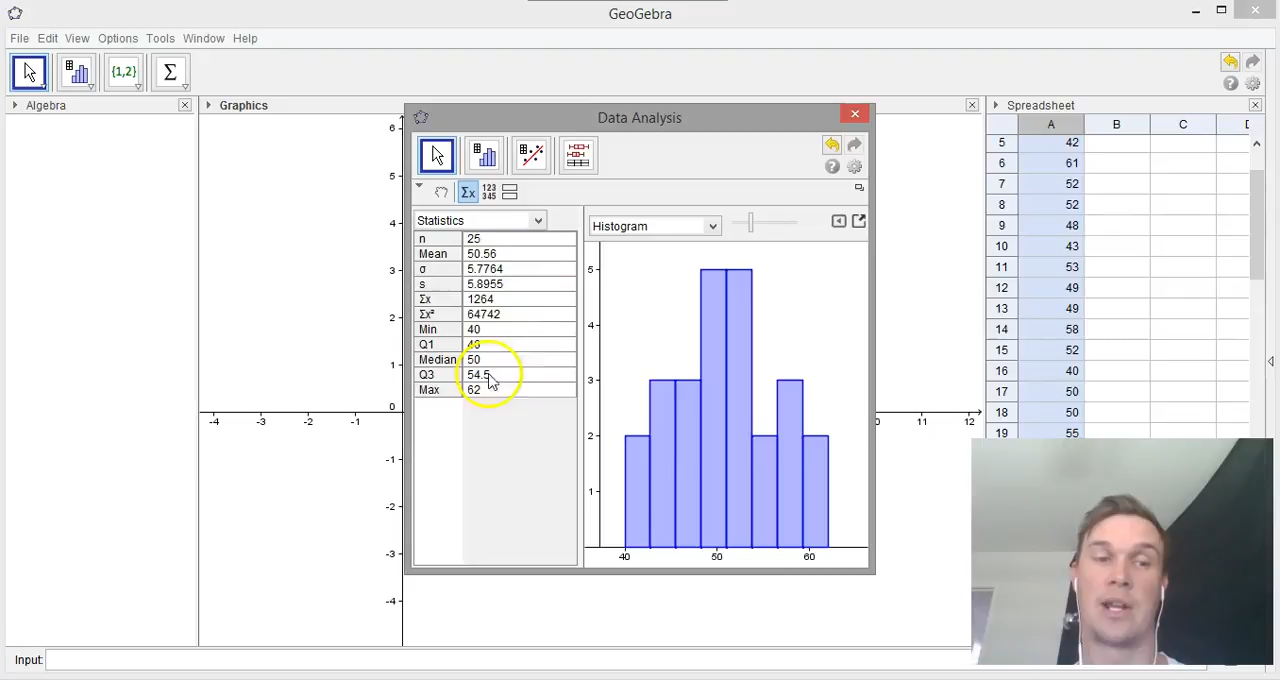 GeoGebra
File Edit View Options Tools Window Help
{1,2} Σ
Algebra
Graphics
Spreadsheet
Data Analysis
Σx 123 345
Statistics
n 25
Mean 50.56
σ 5.7764
s 5.8955
Σx 1264
Σx² 64742
Min 40
Q1
Median 50
Q3 54.5
Max 62
Histogram
5
4
3
2
1
40 50 60
6
5
4
3
2
1
0
-1
-2
-3
-4
-4 -3 -2 -1
11 12
A B C
5 42
6 61
7 52
8 52
9 48
10 43
11 53
12 49
13 49
14 58
15 52
16 40
17 50
18 50
19 55
Input: